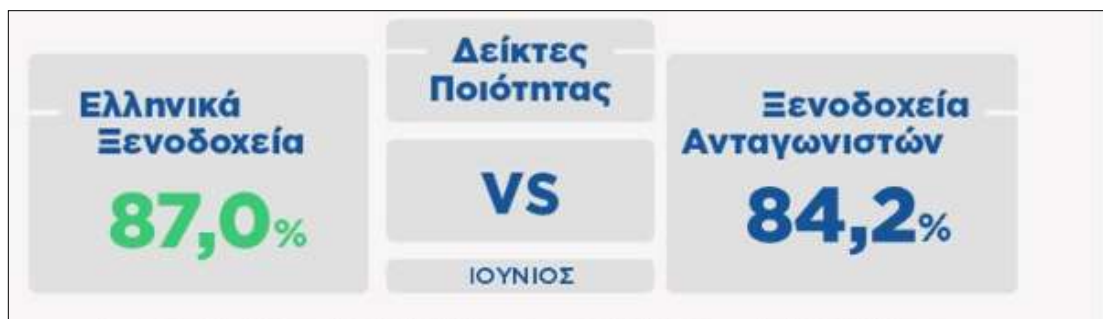 Ελληνικά
Ξενοδοχεία
87,0%
Δείκτες
Ποιότητας
VS
ΙΟΥΝΙΟΣ
Ξενοδοχεία
Ανταγωνιστών
84,2%